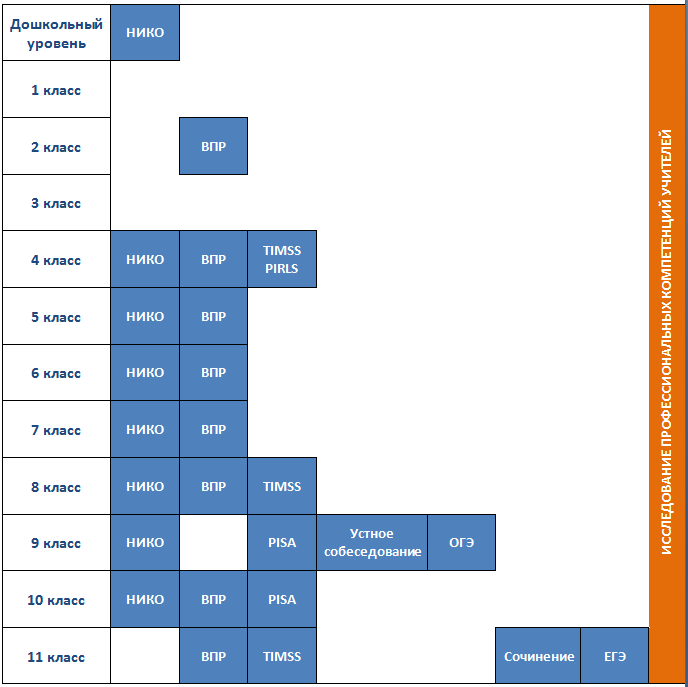 Дошкольный
уровень
НИКО
1 класс
2 класс
ВПР
3 класс
4 класс
НИКО
ВПР
TIMSS
PIRLS
5 класс
НИКО
ВПР
6 класс
НИКО
ВПР
7 класс
НИКО
ВПР
8 класс
НИКО
ВПР
TIMSS
9 класс
НИКО
PISA
Устное
собеседование
ОГЭ
10 класс
НИКО
ВПР
PISA
11 класс
ВПР
TIMSS
Сочинение
ЕГЭ
ИССЛЕДОВАНИЕ ПРОФЕССИОНАЛЬНЫХ КОМПЕТЕНЦИЙ УЧИТЕЛЕЙ